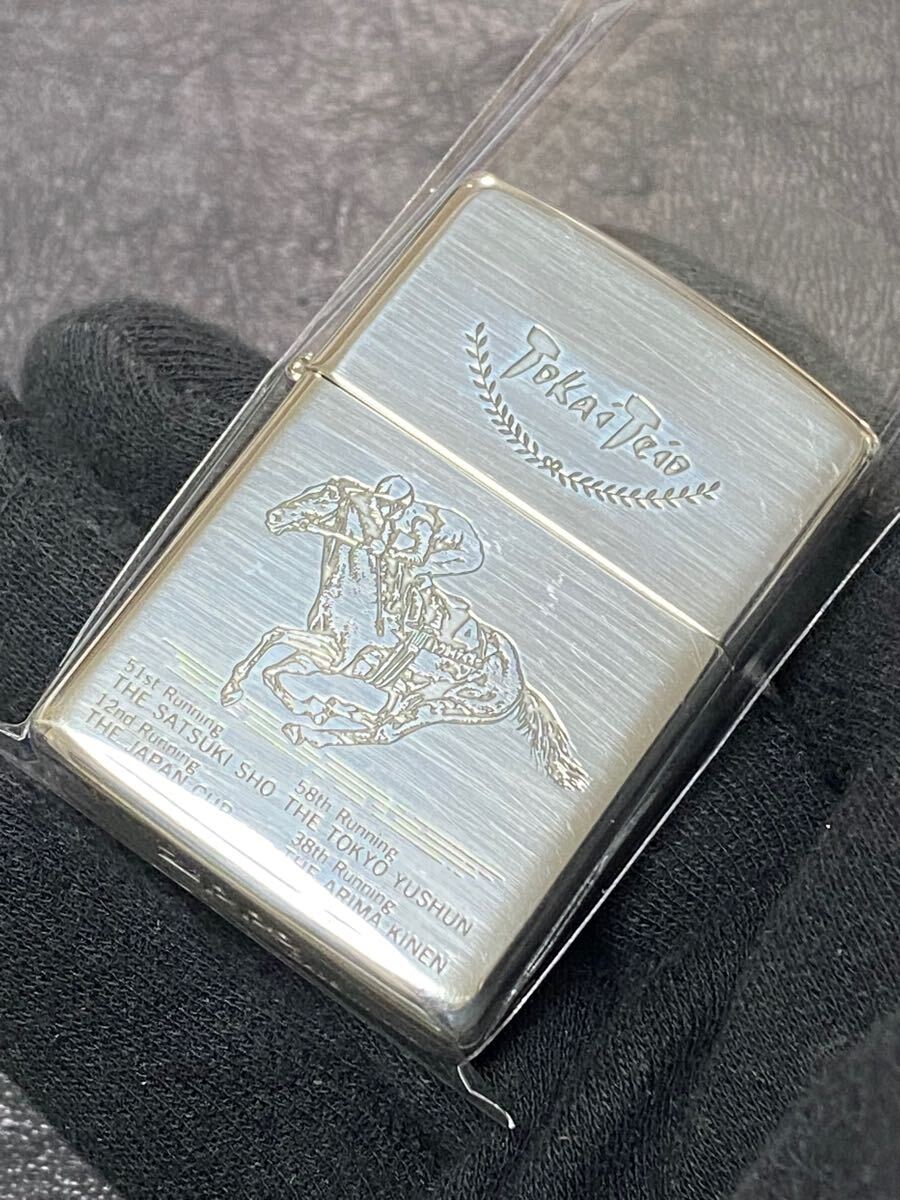 Tokai Teio
51st Running
THE SATSUKI SHO
12nd Running
THE JAPAN CUP
58th Running
THE TOKYO YUSHUN
38th Running
THE ARIMA KINEN